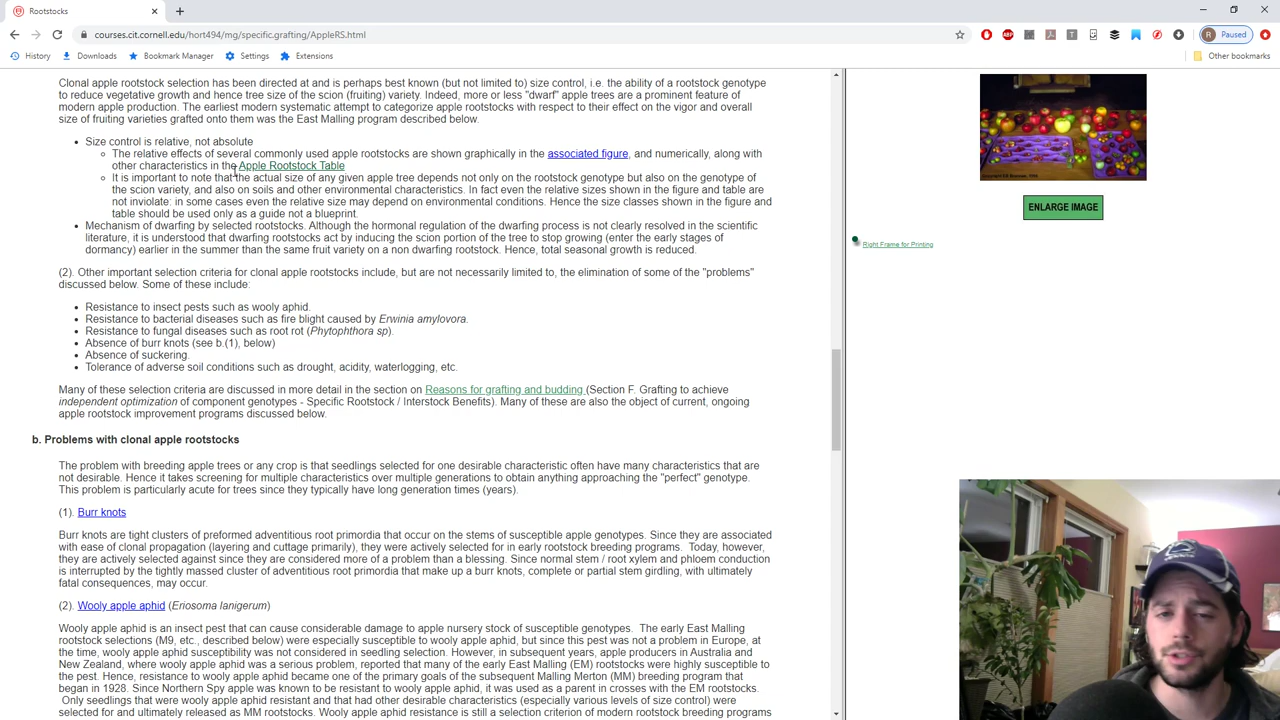 Rootstocks
courses.cit.cornell.edu/hort494/mg/specific.grafting/AppleRS.html
ABP
T
R Paused
History Downloads Bookmark Manager Settings Extensions Other bookmarks
Clonal apple rootstock selection has been directed at and is perhaps best known (but not limited to) size control, i.e. the ability of a rootstock genotype
to reduce vegetative growth and hence tree size of the scion (fruiting) variety. Indeed, more or less "dwarf" apple trees are a prominent feature of
modern apple production. The earliest modern systematic attempt to categorize apple rootstocks with respect to their effect on the vigor and overall
size of fruiting varieties grafted onto them was the East Malling program described below.
Size control is relative, not absolute
The relative effects of several commonly used apple rootstocks are shown graphically in the associated figure, and numerically, along with
other characteristics in the Apple Rootstock Table
It is important to note that the actual size of any given apple tree depends not only on the rootstock genotype but also on the genotype of
the scion variety, and also on soils and other environmental characteristics. In fact even the relative sizes shown in the figure and table are
not inviolate: in some cases even the relative size may depend on environmental conditions. Hence the size classes shown in the figure and
table should be used only as a guide not a blueprint.
Mechanism of dwarfing by selected rootstocks. Although the hormonal regulation of the dwarfing process is not clearly resolved in the scientific
literature, it is understood that dwarfing rootstocks act by inducing the scion portion of the tree to stop growing (enter the early stages of
dormancy) earlier in the summer than the same fruit variety on a non dwarfing rootstock. Hence, total seasonal growth is reduced.
(2). Other important selection criteria for clonal apple rootstocks include, but are not necessarily limited to, the elimination of some of the "problems"
discussed below. Some of these include:
Resistance to insect pests such as wooly aphid.
Resistance to bacterial diseases such as fire blight caused by Erwinia amylovora.
Resistance to fungal diseases such as root rot (Phytophthora sp).
Absence of burr knots (see b.(1), below)
Absence of suckering.
Tolerance of adverse soil conditions such as drought, acidity, waterlogging, etc.
Many of these selection criteria are discussed in more detail in the section on Reasons for grafting and budding (Section F. Grafting to achieve
independent optimization of component genotypes - Specific Rootstock / Interstock Benefits). Many of these are also the object of current, ongoing
apple rootstock improvement programs discussed below.
b. Problems with clonal apple rootstocks
The problem with breeding apple trees or any crop is that seedlings selected for one desirable characteristic often have many characteristics that are
not desirable. Hence it takes screening for multiple characteristics over multiple generations to obtain anything approaching the "perfect" genotype.
This problem is particularly acute for trees since they typically have long generation times (years).
(1). Burr knots
Burr knots are tight clusters of preformed adventitious root primordia that occur on the stems of susceptible apple genotypes. Since they are associated
with ease of clonal propagation (layering and cuttage primarily), they were actively selected for in early rootstock breeding programs. Today, however,
they are actively selected against since they are considered more of a problem than a blessing. Since normal stem / root xylem and phloem conduction
is interrupted by the tightly massed cluster of adventitious root primordia that make up a burr knots, complete or partial stem girdling, with ultimately
fatal consequences, may occur.
(2). Wooly apple aphid (Eriosoma lanigerum)
Wooly apple aphid is an insect pest that can cause considerable damage to apple nursery stock of susceptible genotypes. The early East Malling
rootstock selections (M9, etc., described below) were especially susceptible to wooly apple aphid, but since this pest was not a problem in Europe, at
the time, wooly apple aphid susceptibility was not considered in seedling selection. However, in subsequent years, apple producers in Australia and
New Zealand, where wooly apple aphid was a serious problem, reported that many of the early East Malling (EM) rootstocks were highly susceptible to
the pest. Hence, resistance to wooly apple aphid became one of the primary goals of the subsequent Malling Merton (MM) breeding program that
began in 1928. Since Northern Spy apple was known to be resistant to wooly apple aphid, it was used as a parent in crosses with the EM rootstocks.
Only seedlings that were wooly apple aphid resistant and that had other desirable characteristics (especially various levels of size control) were
selected for and ultimately released as MM rootstocks. Wooly apple aphid resistance is still a selection criterion of modern rootstock breeding programs
ENLARGE IMAGE
Right Frame for Printing